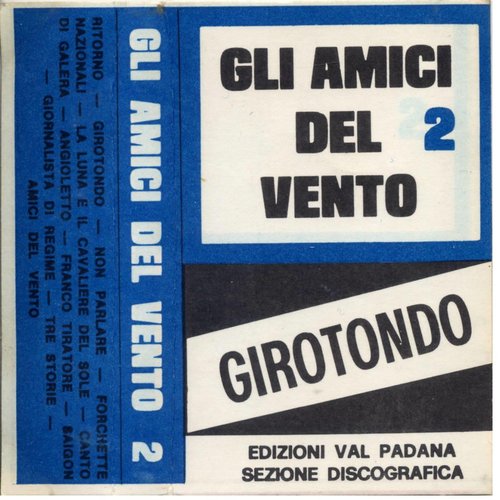 RITORNO — GIROTONDO — NON PARLARE — FORCHETTE
NAZIONALI — LA LUNA E IL CAVALIERE DEL SOLE — CANTO
DI GALERA — ANGIOLETTO — FRANCO TIRATORE — SAIGON
— GIORNALISTA DI REGIME — TRE STORIE —
AMICI DEL VENTO
GLI AMICI DEL VENTO 2
GLI AMICI
DEL 2
VENTO
GIROTONDO
EDIZIONI VAL PADANA
SEZIONE DISCOGRAFICA